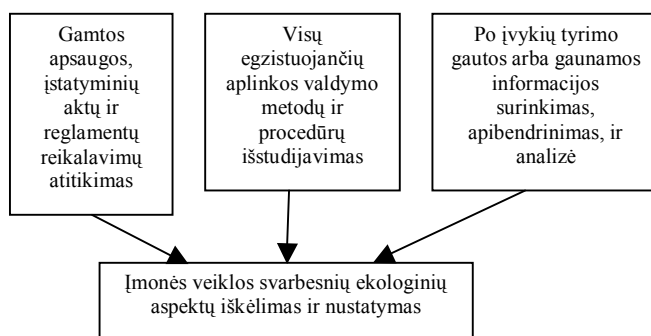 Gamtos
apsaugos,
įstatyminių
aktų ir
reglamentų
reikalavimų
atitikimas
Visų
egzistuojančių
aplinkos valdymo
metodų ir
procedūrų
išstudijavimas
Po įvykių tyrimo
gautos arba gaunamos
informacijos
surinkimas,
apibendrinimas, ir
analizė
Įmonės veiklos svarbesnių ekologinių
aspektų iškėlimas ir nustatymas